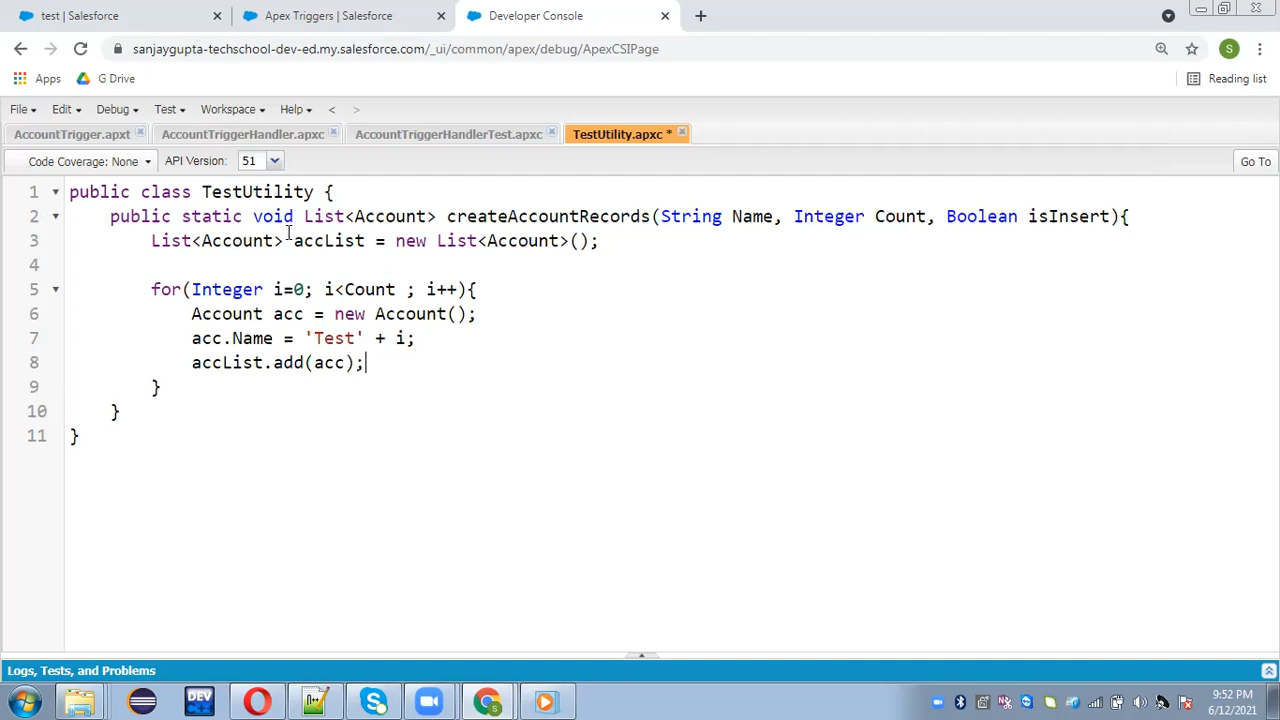 test | Salesforce
Apex Triggers | Salesforce
Developer Console
sanjaygupta-techschool-dev-ed.my.salesforce.com/_ui/common/apex/debug/ApexCSIPage
S
Apps
G Drive
Reading list
File Edit Debug Test Workspace Help < >
AccountTrigger.apxt
AccountTriggerHandler.apxc
AccountTriggerHandlerTest.apxc
TestUtility.apxc *
Code Coverage: None
API Version: 51
Go To
1 public class TestUtility {
2 public static void List<Account> createAccountRecords(String Name, Integer Count, Boolean isInsert){
3 List<Account> accList = new List<Account>();
4
5 for(Integer i=0; i<Count ; i++){
6 Account acc = new Account();
7 acc.Name = 'Test' + i;
8 accList.add(acc);
9 }
10 }
11 }
Logs, Tests, and Problems
DEV
9:52 PM
6/12/2021